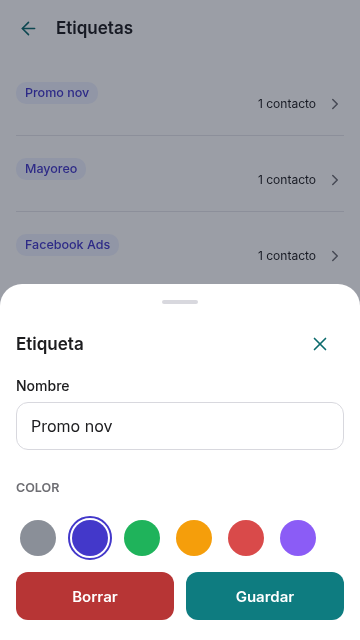 Etiquetas
Promo nov
1 contacto
Mayoreo
1 contacto
Facebook Ads
1 contacto
Etiqueta
Nombre
Promo nov
COLOR
Borrar
Guardar